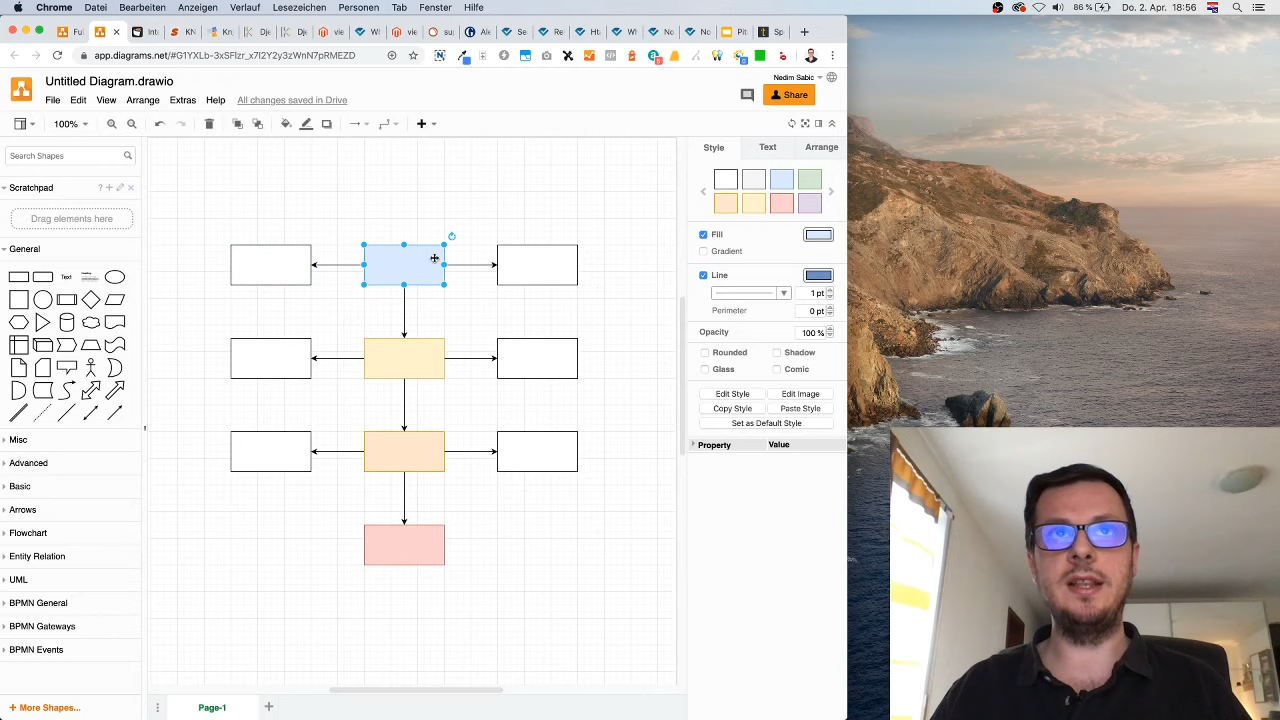 Chrome Datei Bearbeiten Anzeigen Verlauf Lesezeichen Personen Tab Fenster Hilfe 86 % Do. 2. Apr. 18:56
app.diagrams.net/#G1YXLb-3xSFlzr_x7l2Y2y3zWnN7pRMEZD
Untitled Diagram.drawio
Nedim Sabic
File Edit View Arrange Extras Help All changes saved in Drive
Share
100%
Search Shapes
Style Text Arrange
Scratchpad
Drag elements here
General
Text
Fill
Gradient
Line
1 pt
Perimeter 0 pt
Opacity 100 %
Rounded Shadow
Glass Comic
Edit Style Edit Image
Copy Style Paste Style
Set as Default Style
Property Value
Misc
Advanced
Basic
Arrows
Flowchart
Entity Relation
UML
BPMN General
BPMN Gateways
BPMN Events
+ More Shapes...
Page-1